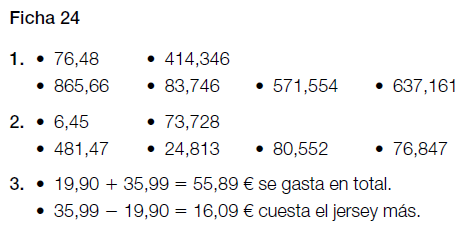 Ficha 24
1. • 76,48 • 414,346
• 865,66 • 83,746 • 571,554 • 637,161
2. • 6,45 • 73,728
• 481,47 • 24,813 • 80,552 • 76,847
3. • 19,90 + 35,99 = 55,89 € se gasta en total.
• 35,99 − 19,90 = 16,09 € cuesta el jersey más.